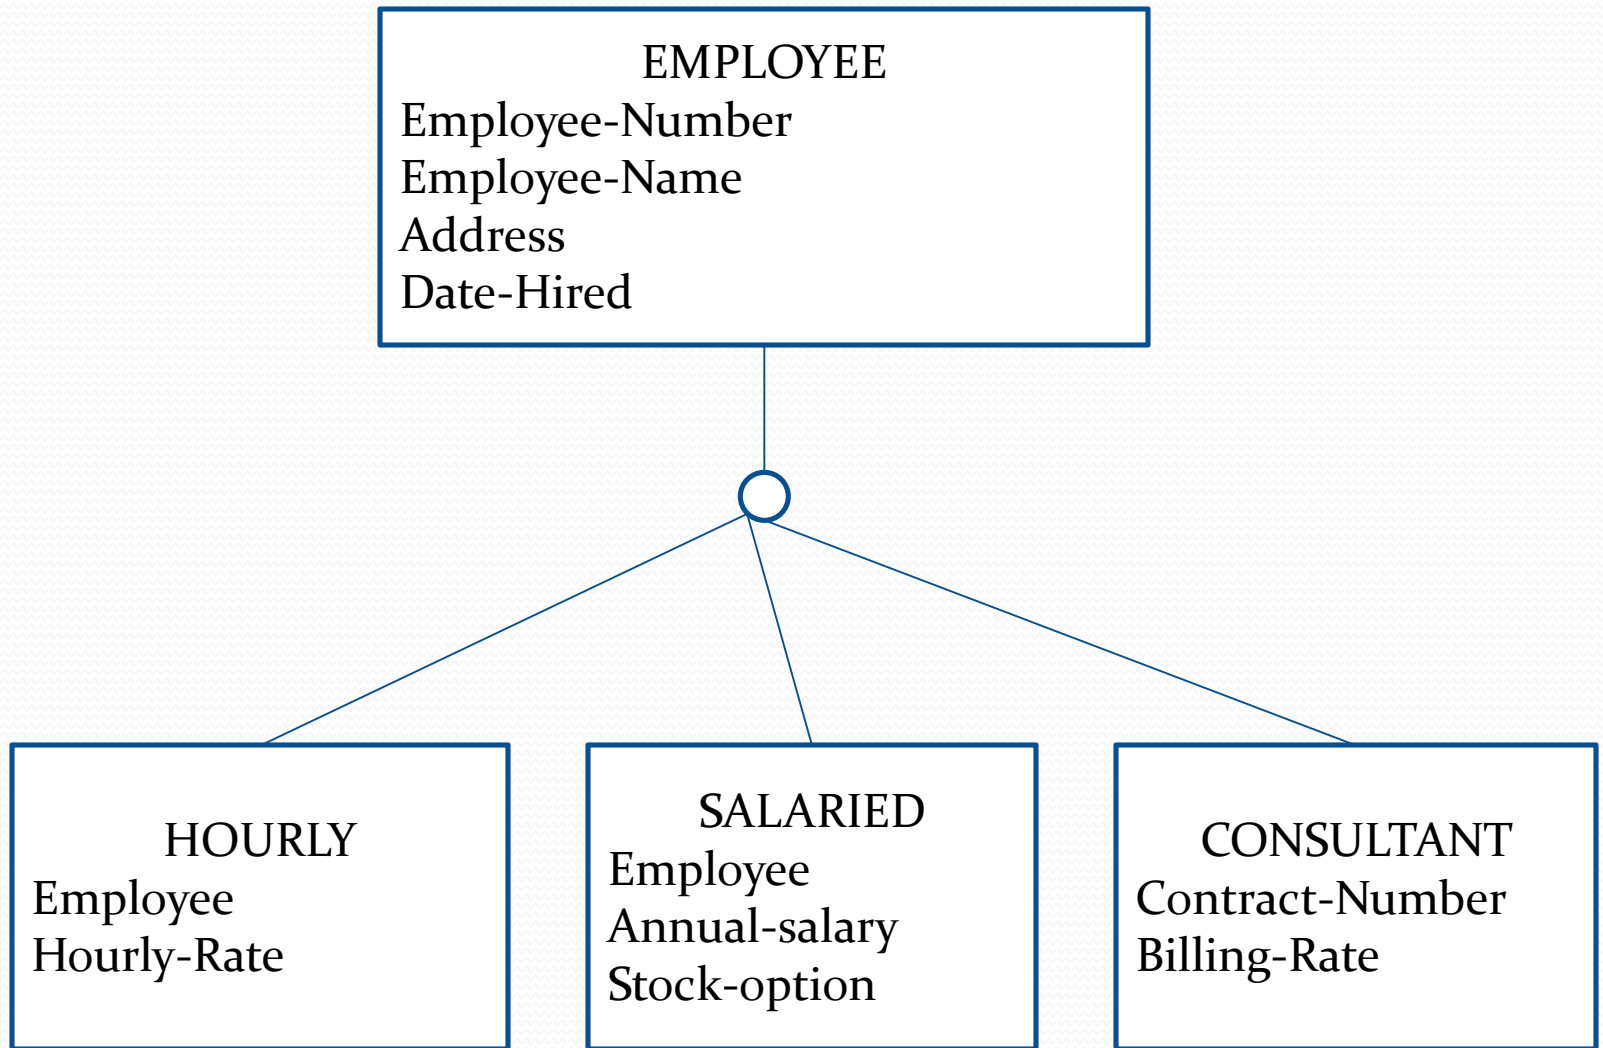 EMPLOYEE
Employee-Number
Employee-Name
Address
Date-Hired
HOURLY
Employee
Hourly-Rate
SALARIED
Employee
Annual-salary
Stock-option
CONSULTANT
Contract-Number
Billing-Rate